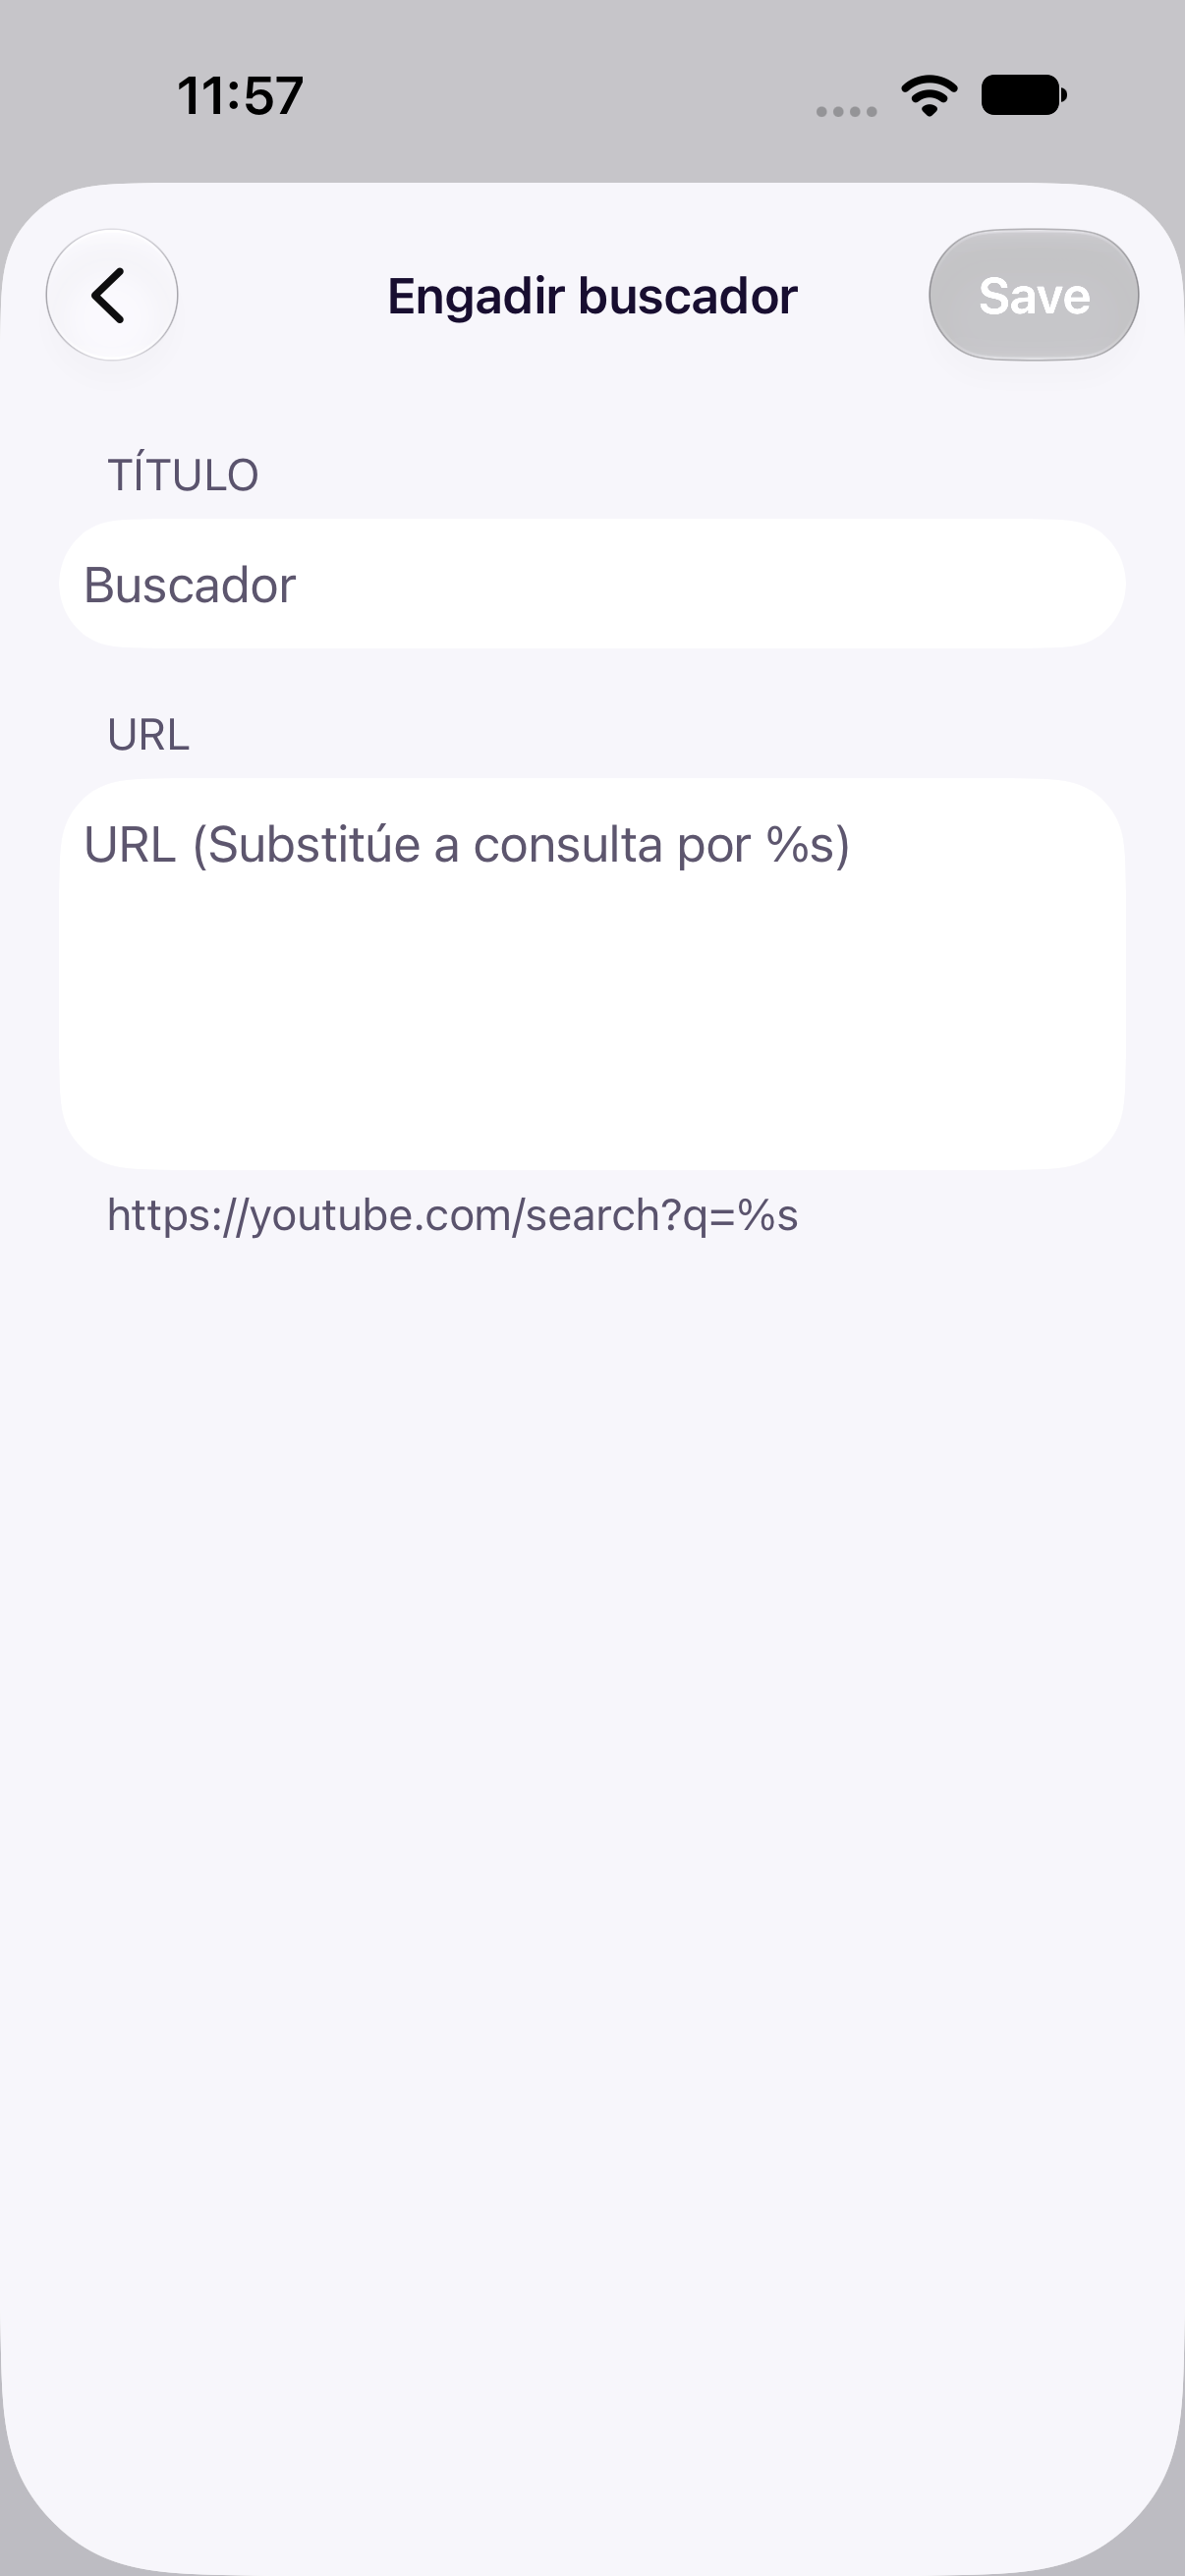 11:57
Engadir buscador
Save
TÍTULO
Buscador
URL
URL (Substitúe a consulta por %s)
https://youtube.com/search?q=%s